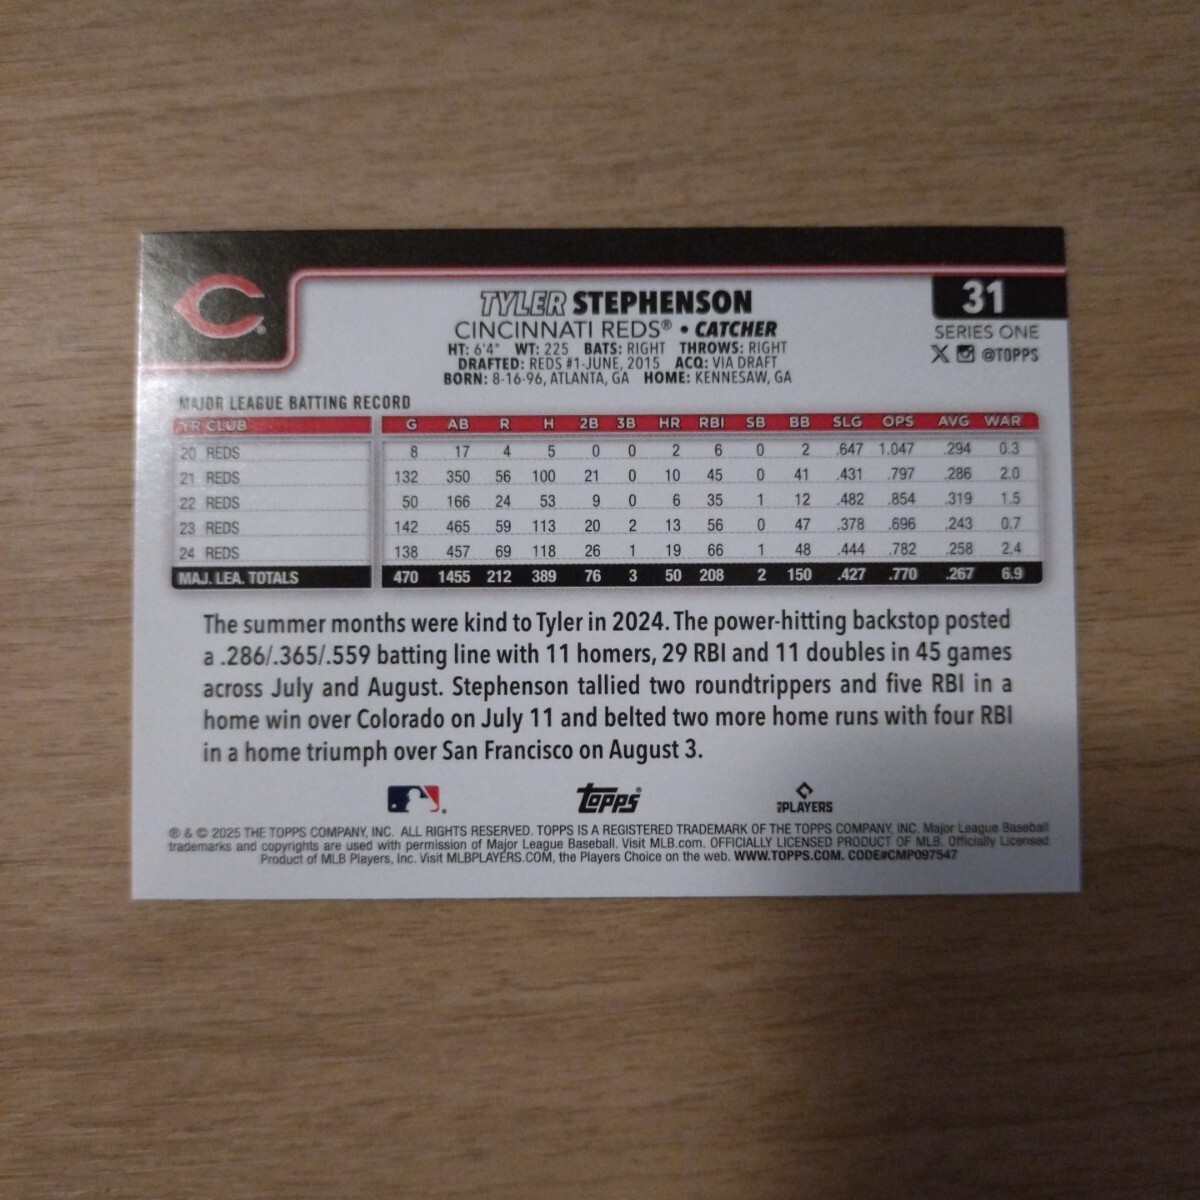 31
TYLER STEPHENSON
CINCINNATI REDS® • CATCHER
SERIES ONE
@TOPPS
HT: 6'4" WT: 225 BATS: RIGHT THROWS: RIGHT
DRAFTED: REDS #1-JUNE, 2015 ACQ: VIA DRAFT
BORN: 8-16-96, ATLANTA, GA HOME: KENNESAW, GA
MAJOR LEAGUE BATTING RECORD
YR CLUB G AB R H 2B 3B HR RBI SB BB SLG OPS AVG WAR
20 REDS 8 17 4 5 0 0 2 6 0 2 .647 1.047 .294 0.3
21 REDS 132 350 56 100 21 0 10 45 0 41 .431 .797 .286 2.0
22 REDS 50 166 24 53 9 0 6 35 1 12 .482 .854 .319 1.5
23 REDS 142 465 59 113 20 2 13 56 0 47 .378 .696 .243 0.7
24 REDS 138 457 69 118 26 1 19 66 1 48 .444 .782 .258 2.4
MAJ. LEA. TOTALS 470 1455 212 389 76 3 50 208 2 150 .427 .770 .267 6.9
The summer months were kind to Tyler in 2024. The power-hitting backstop posted
a .286/.365/.559 batting line with 11 homers, 29 RBI and 11 doubles in 45 games
across July and August. Stephenson tallied two roundtrippers and five RBI in a
home win over Colorado on July 11 and belted two more home runs with four RBI
in a home triumph over San Francisco on August 3.
Topps
MLB PLAYERS
® & © 2025 THE TOPPS COMPANY, INC. ALL RIGHTS RESERVED. TOPPS IS A REGISTERED TRADEMARK OF THE TOPPS COMPANY, INC. Major League Baseball
trademarks and copyrights are used with permission of Major League Baseball. Visit MLB.com. OFFICIALLY LICENSED PRODUCT OF MLB. Officially Licensed
Product of MLB Players, Inc. Visit MLBPLAYERS.COM, the Players Choice on the web. WWW.TOPPS.COM. CODE#CMP097547